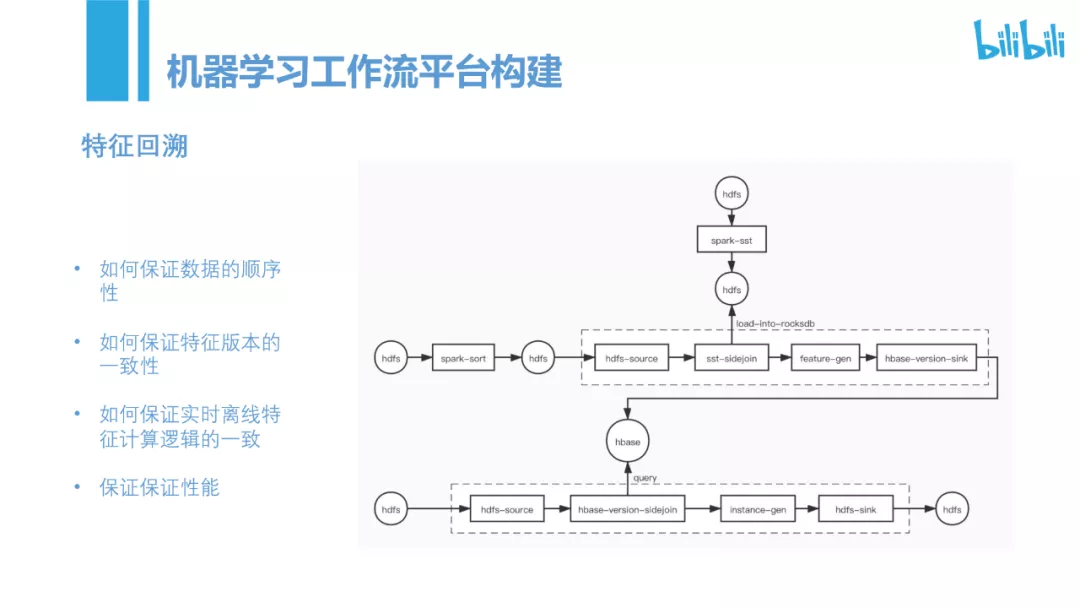 bilibili
机器学习工作流平台构建
特征回溯
• 如何保证数据的顺序
性
• 如何保证特征版本的
一致性
• 如何保证实时离线特
征计算逻辑的一致
• 保证保证性能
hdfs
spark-sst
hdfs
load-into-rocksdb
hdfs
spark-sort
hdfs
hdfs-source
sst-sidejoin
feature-gen
hbase-version-sink
hbase
query
hdfs
hdfs-source
hbase-version-sidejoin
instance-gen
hdfs-sink
hdfs